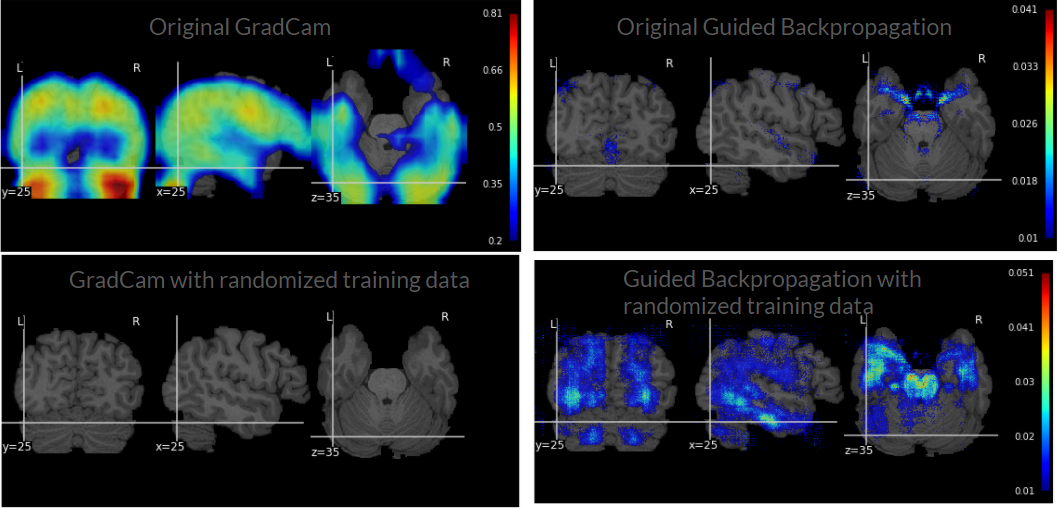 Original GradCam
L R
y=25 x=25 z=35
L R
0.81
0.66
0.5
0.35
0.2
Original Guided Backpropagation
L R
y=25 x=25 z=35
L R
0.041
0.033
0.026
0.018
0.01
GradCam with randomized training data
L R
y=25 x=25 z=35
L R
Guided Backpropagation with
randomized training data
L R
y=25 x=25 z=35
L R
0.051
0.041
0.03
0.02
0.01